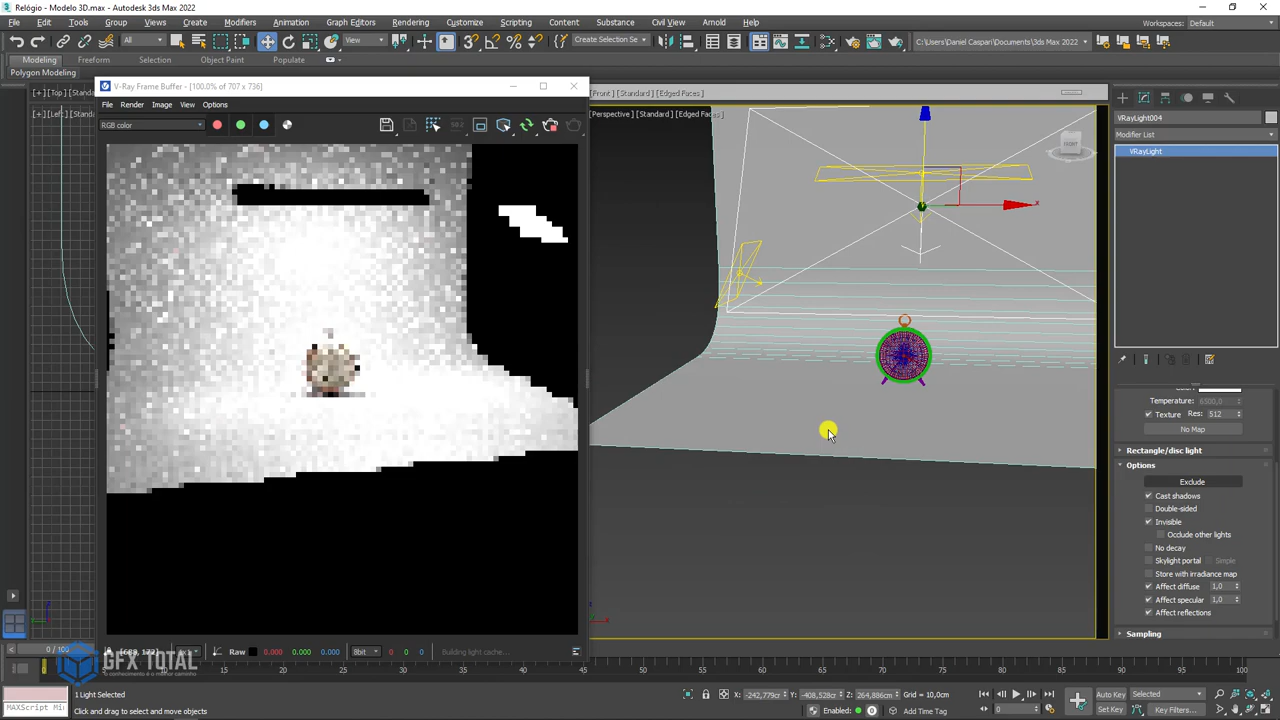 Relógio - Modelo 3D.max - Autodesk 3ds Max 2022
File Edit Tools Group Views Create Modifiers Animation Graph Editors Rendering Customize Scripting Content Substance Civil View Arnold Help
Workspaces: Default
All
View
Create Selection Se
C:\Users\Daniel Caspari\Documents\3ds Max 2022
Modeling Freeform Selection Object Paint Populate
Polygon Modeling
V-Ray Frame Buffer - [100.0% of 707 x 736]
[+] [Top] [Standa
Front] [Standard] [Edged Faces]
File Render Image View Options
[+] [Left] [Standa
Perspective] [Standard] [Edged Faces]
RGB color
VRayLight004
Modifier List
VRayLight
FRONT
x
Temperature: 6500,0
Texture Res: 512
No Map
Rectangle/disc light
Options
Exclude
Cast shadows
Double-sided
Invisible
Occlude other lights
No decay
Skylight portal Simple
Store with irradiance map
Affect diffuse 1,0
Affect specular 1,0
Affect reflections
Sampling
0 / 100
Raw 0.000 0.000 0.000 8bit 0 0 0 Building light cache...
GFX TOTAL
o conhecimento é o melhor caminho
20 25 30 35 40 45 50 55 60 65 70 75 80 85 90 95 100
MAXScript Mi
1 Light Selected
Click and drag to select and move objects
X: -242,779cr Y: -408,528cr Z: 264,886cm Grid = 10,0cm
Enabled: Add Time Tag
0
Auto Key Selected
Set Key Key Filters...